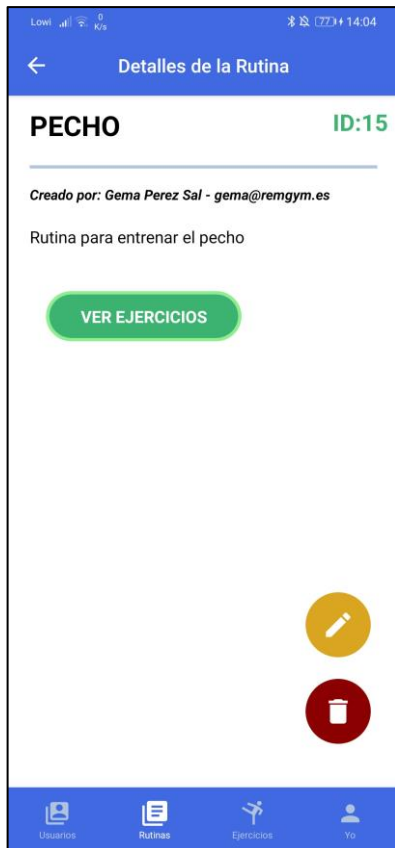 Lowi 0 K/s 77 14:04
Detalles de la Rutina
PECHO ID:15
Creado por: Gema Perez Sal - gema@remgym.es
Rutina para entrenar el pecho
VER EJERCICIOS
Usuarios Rutinas Ejercicios Yo